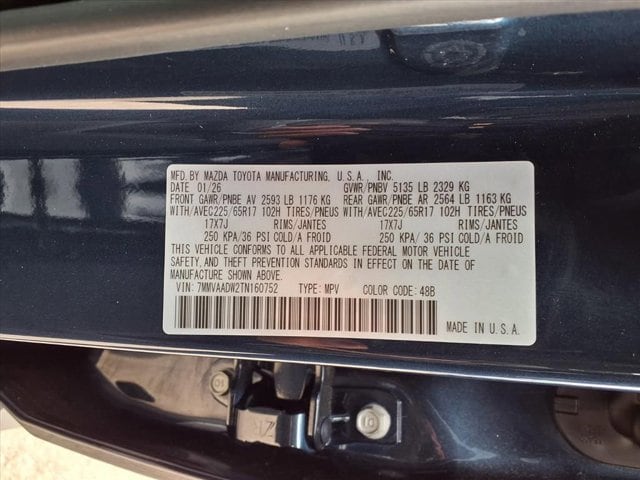 MFD. BY MAZDA TOYOTA MANUFACTURING, U.S.A., INC.
DATE 01/26 GVWR/PNBV 5135 LB 2329 KG
FRONT GAWR/PNBE AV 2593 LB 1176 KG REAR GAWR/PNBE AR 2564 LB 1163 KG
WITH/AVEC225/65R17 102H TIRES/PNEUS WITH/AVEC225/65R17 102H TIRES/PNEUS
17X7J RIMS/JANTES 17X7J RIMS/JANTES
250 KPA/36 PSI COLD/A FROID 250 KPA/36 PSI COLD/A FROID
THIS VEHICLE CONFORMS TO ALL APPLICABLE FEDERAL MOTOR VEHICLE
SAFETY, AND THEFT PREVENTION STANDARDS IN EFFECT ON THE DATE OF
MANUFACTURE SHOWN ABOVE.
VIN: 7MMVAADW2TN160752 TYPE: MPV COLOR CODE: 48B
MADE IN U.S.A.